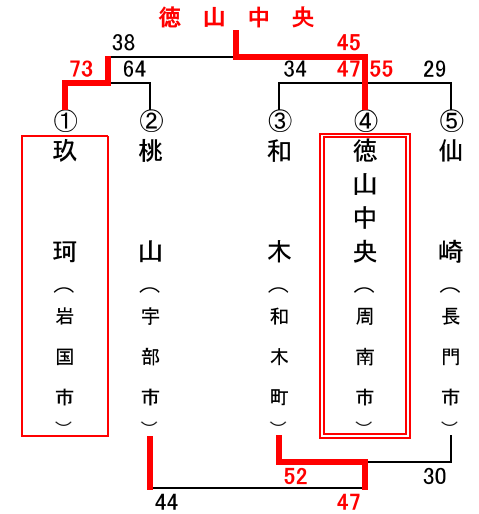 徳山中央
38 45
73 64 34 47 55 29
① ② ③ ④ ⑤
玖珂（岩国市）
桃山（宇部市）
和木（和木町）
徳山中央（周南市）
仙崎（長門市）
52 30
44 47